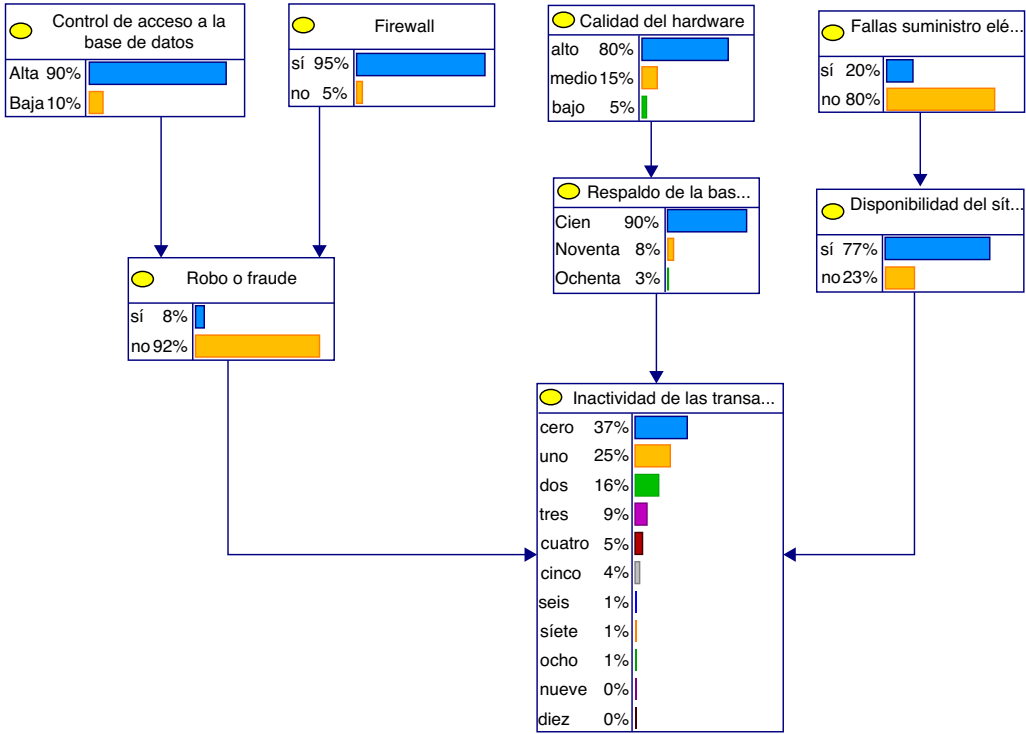 Control de acceso a la
base de datos
Alta 90%
Baja 10%
Firewall
sí 95%
no 5%
Calidad del hardware
alto 80%
medio 15%
bajo 5%
Fallas suministro elé...
sí 20%
no 80%
Robo o fraude
sí 8%
no 92%
Respaldo de la bas...
Cien 90%
Noventa 8%
Ochenta 3%
Disponibilidad del sít...
sí 77%
no 23%
Inactividad de las transa...
cero 37%
uno 25%
dos 16%
tres 9%
cuatro 5%
cinco 4%
seis 1%
síete 1%
ocho 1%
nueve 0%
diez 0%